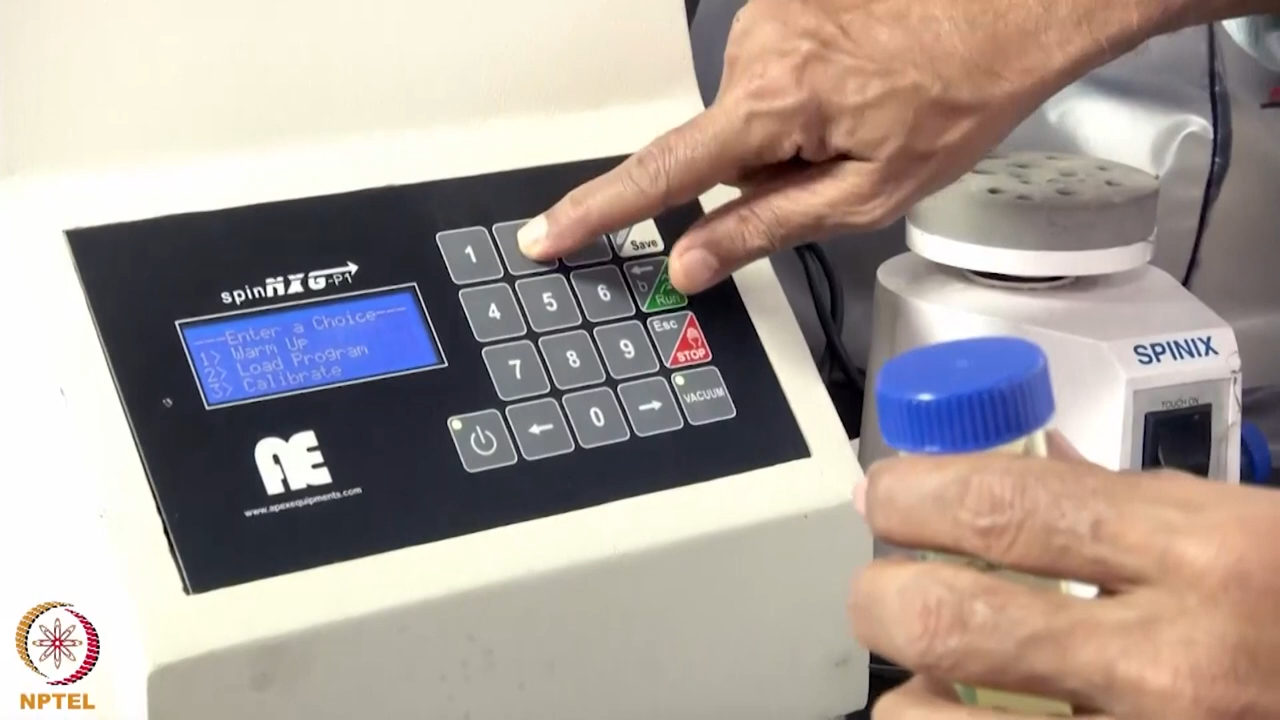 spinNXG-P1
----Enter a Choice----
1> Warm Up
2> Load Program
3> Calibrate
AE
www.apexequipments.com
1
Save
4 5 6 b Run
7 8 9 Esc STOP
← 0 → VACUUM
SPINIX
TOUCH ON
NPTEL